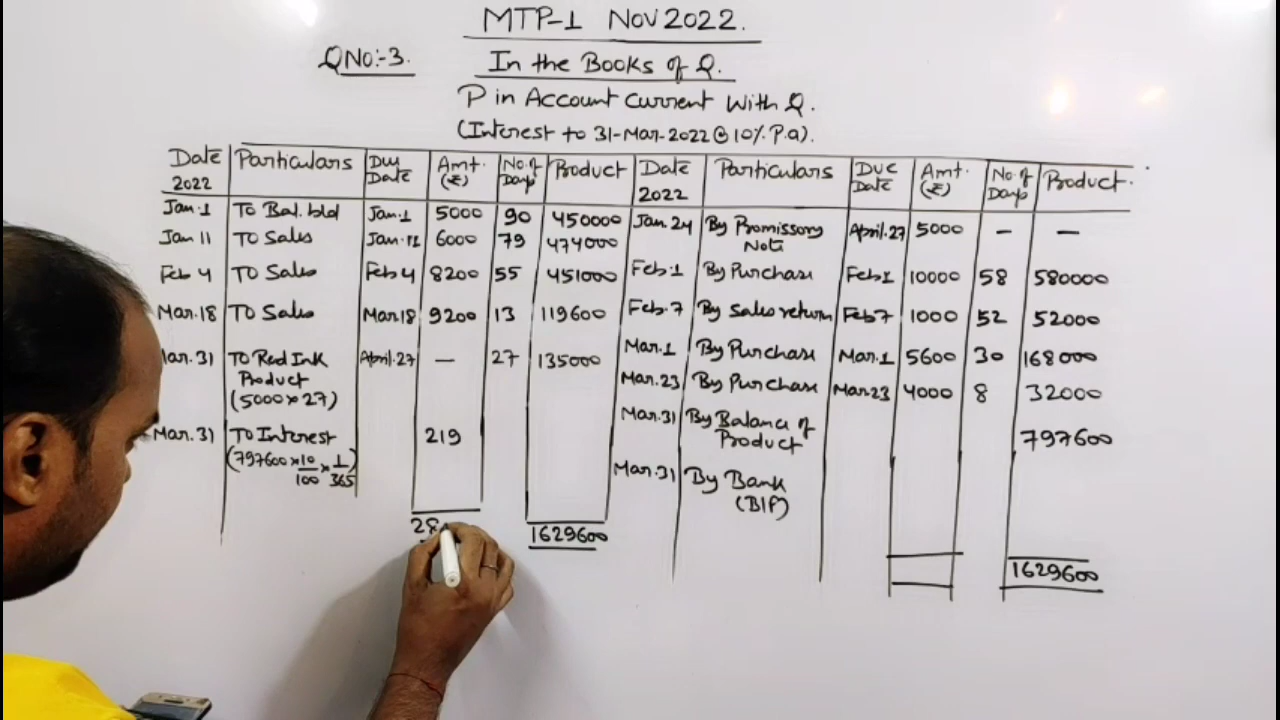 MTP-1 Nov 2022.
Q No:-3.
In the Books of Q.
P in Account Current With Q.
(Interest to 31-Mar-2022 @ 10% P.a).
Date 2022 | Particulars | Due Date | Amt. (₹) | No. of Days | Product | Date 2022 | Particulars | Due Date | Amt. (₹) | No. of Days | Product.
Jan.1 | To Bal. b/d | Jan.1 | 5000 | 90 | 450000 | Jan.24 | By Promissory Note | April.27 | 5000 | — | —
Jan 11 | To Sales | Jan.11 | 6000 | 79 | 474000
Feb 4 | To Sales | Feb 4 | 8200 | 55 | 451000 | Feb.1 | By Purchase | Feb.1 | 10000 | 58 | 580000
Mar.18 | To Sales | Mar.18 | 9200 | 13 | 119600 | Feb.7 | By Sales return | Feb 7 | 1000 | 52 | 52000
Mar.31 | To Red Ink Product (5000×27) | April.27 | — | 27 | 135000 | Mar.1 | By Purchase | Mar.1 | 5600 | 30 | 168000
Mar.23 | By Purchase | Mar.23 | 4000 | 8 | 32000
Mar.31 | To Interest (797600×10/100×1/365 | 219 | Mar.31 | By Balance of Product | 797600
Mar.31 | By Bank (B/F)
28 | 1629600 | 1629600